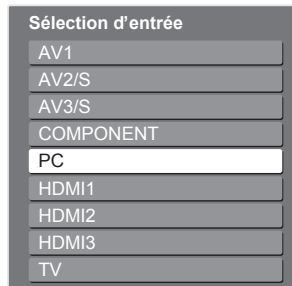 Sélection d’entrée
AV1
AV2/S
AV3/S
COMPONENT
PC
HDMI1
HDMI2
HDMI3
TV